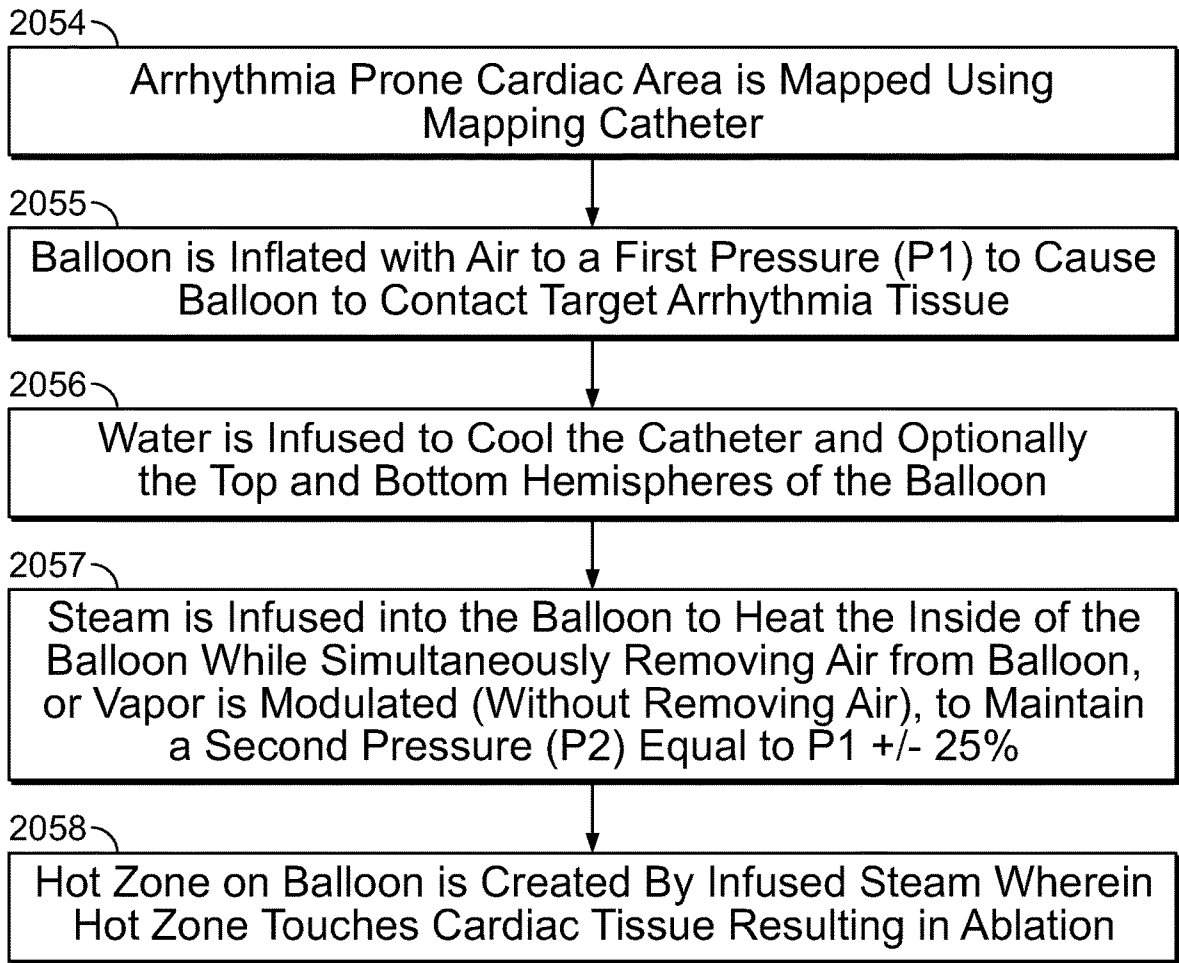 2054
Arrhythmia Prone Cardiac Area is Mapped Using
Mapping Catheter
2055
Balloon is Inflated with Air to a First Pressure (P1) to Cause
Balloon to Contact Target Arrhythmia Tissue
2056
Water is Infused to Cool the Catheter and Optionally
the Top and Bottom Hemispheres of the Balloon
2057
Steam is Infused into the Balloon to Heat the Inside of the
Balloon While Simultaneously Removing Air from Balloon,
or Vapor is Modulated (Without Removing Air), to Maintain
a Second Pressure (P2) Equal to P1 +/- 25%
2058
Hot Zone on Balloon is Created By Infused Steam Wherein
Hot Zone Touches Cardiac Tissue Resulting in Ablation